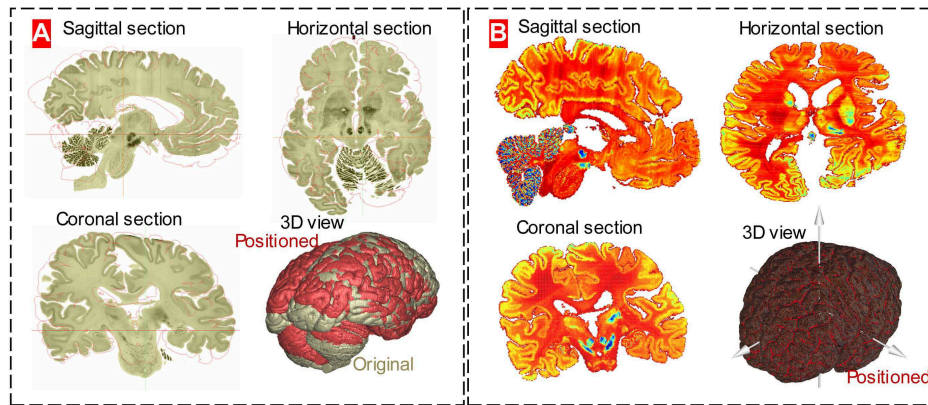 A
Sagittal section
Horizontal section
Coronal section
3D view
Positioned
Original
B
Sagittal section
Horizontal section
Coronal section
3D view
Positioned